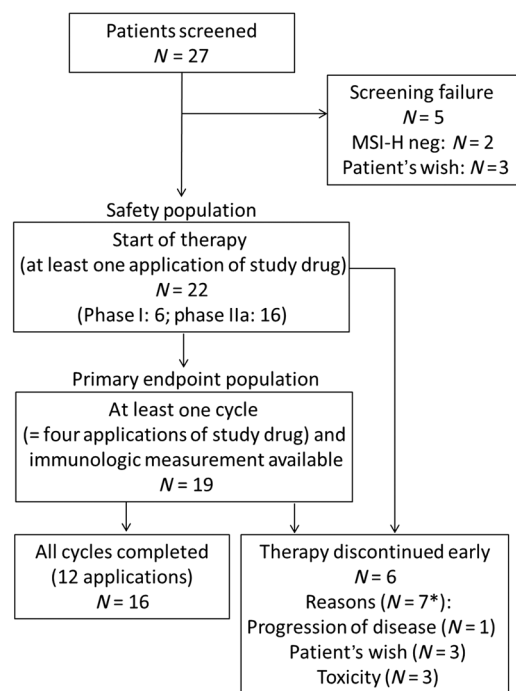 Patients screened
N = 27
Screening failure
N = 5
MSI-H neg: N = 2
Patient's wish: N = 3
Safety population
Start of therapy
(at least one application of study drug)
N = 22
(Phase I: 6; phase IIa: 16)
Primary endpoint population
At least one cycle
(= four applications of study drug) and
immunologic measurement available
N = 19
All cycles completed
(12 applications)
N = 16
Therapy discontinued early
N = 6
Reasons (N = 7*):
Progression of disease (N = 1)
Patient's wish (N = 3)
Toxicity (N = 3)